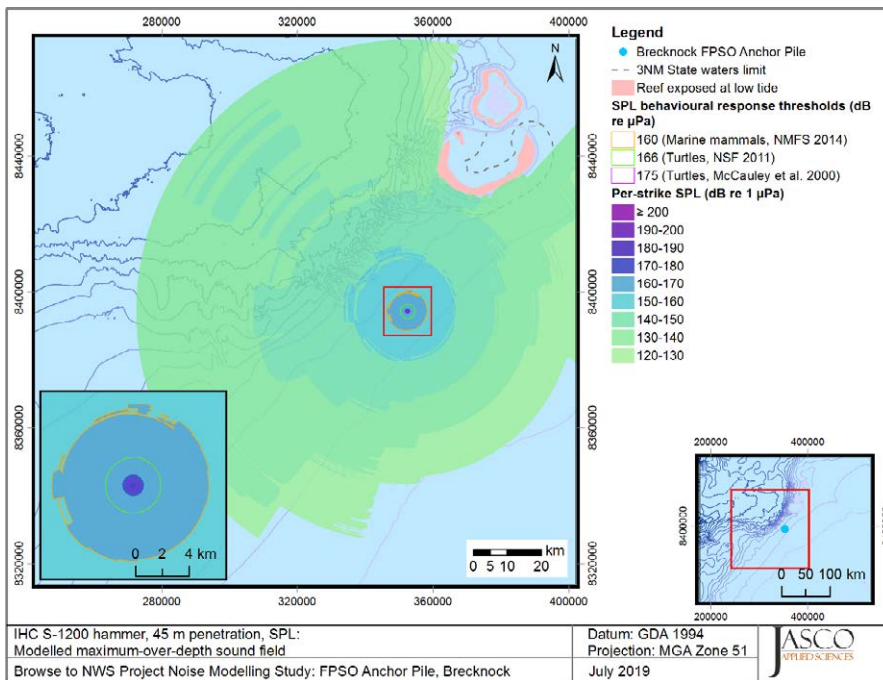 280000 320000 360000 400000
N
8440000 8400000 8360000 8320000
8440000 8400000 8360000 8320000
0 2 4 km
km
0 5 10 20
280000 320000 360000 400000
Legend
Brecknock FPSO Anchor Pile
3NM State waters limit
Reef exposed at low tide
SPL behavioural response thresholds (dB
re µPa)
160 (Marine mammals, NMFS 2014)
166 (Turtles, NSF 2011)
175 (Turtles, McCauley et al. 2000)
Per-strike SPL (dB re 1 µPa)
≥ 200
190-200
180-190
170-180
160-170
150-160
140-150
130-140
120-130
200000 400000
8400000
0 50 100 km
200000 400000
IHC S-1200 hammer, 45 m penetration, SPL:
Modelled maximum-over-depth sound field
Browse to NWS Project Noise Modelling Study: FPSO Anchor Pile, Brecknock
Datum: GDA 1994
Projection: MGA Zone 51
July 2019
JASCO
APPLIED SCIENCES